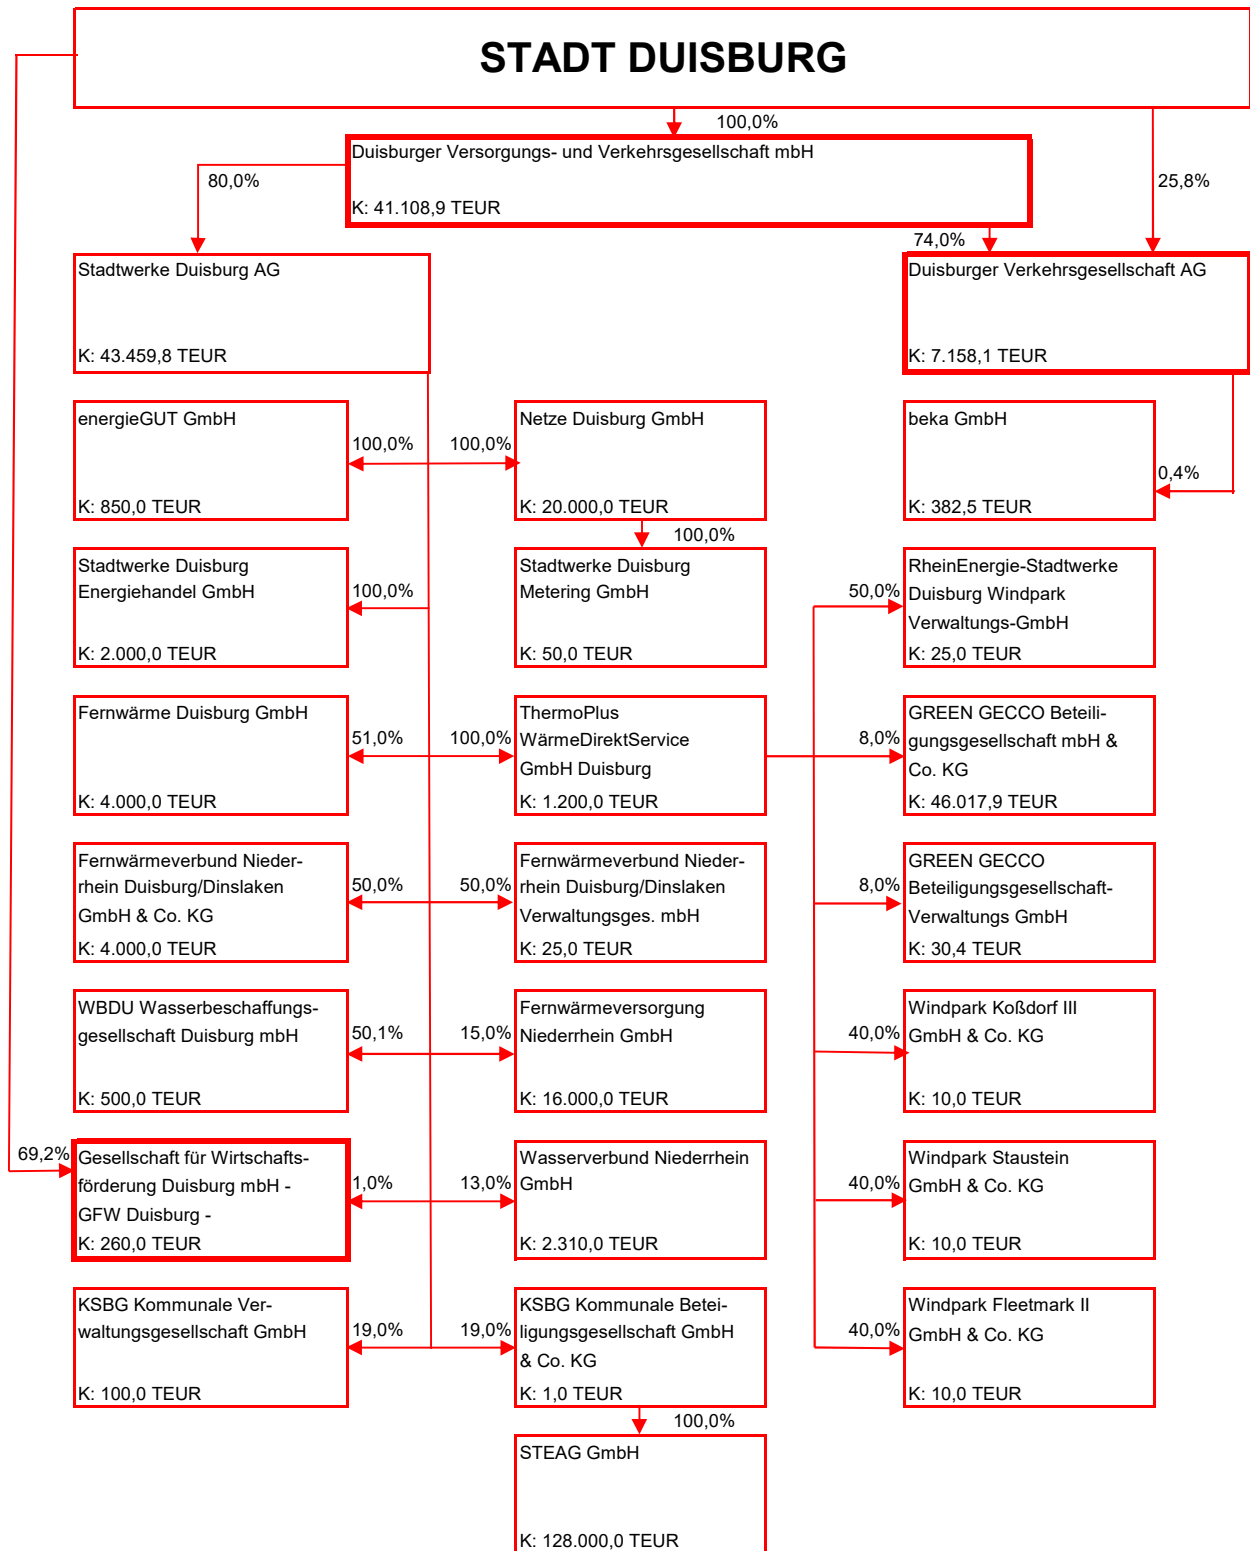 STADT DUISBURG
100,0%
Duisburger Versorgungs- und Verkehrsgesellschaft mbH
K: 41.108,9 TEUR
80,0%
25,8%
74,0%
Stadtwerke Duisburg AG
K: 43.459,8 TEUR
Duisburger Verkehrsgesellschaft AG
K: 7.158,1 TEUR
energieGUT GmbH
K: 850,0 TEUR
100,0%
100,0%
Netze Duisburg GmbH
K: 20.000,0 TEUR
beka GmbH
K: 382,5 TEUR
0,4%
100,0%
Stadtwerke Duisburg
Energiehandel GmbH
K: 2.000,0 TEUR
100,0%
Stadtwerke Duisburg
Metering GmbH
K: 50,0 TEUR
50,0%
RheinEnergie-Stadtwerke
Duisburg Windpark
Verwaltungs-GmbH
K: 25,0 TEUR
Fernwärme Duisburg GmbH
K: 4.000,0 TEUR
51,0%
100,0%
ThermoPlus
WärmeDirektService
GmbH Duisburg
K: 1.200,0 TEUR
8,0%
GREEN GECCO Beteili-
gungsgesellschaft mbH &
Co. KG
K: 46.017,9 TEUR
Fernwärmeverbund Nieder-
rhein Duisburg/Dinslaken
GmbH & Co. KG
K: 4.000,0 TEUR
50,0%
50,0%
Fernwärmeverbund Nieder-
rhein Duisburg/Dinslaken
Verwaltungsges. mbH
K: 25,0 TEUR
8,0%
GREEN GECCO
Beteiligungsgesellschaft-
Verwaltungs GmbH
K: 30,4 TEUR
WBDU Wasserbeschaffungs-
gesellschaft Duisburg mbH
K: 500,0 TEUR
50,1%
15,0%
Fernwärmeversorgung
Niederrhein GmbH
K: 16.000,0 TEUR
40,0%
Windpark Koßdorf III
GmbH & Co. KG
K: 10,0 TEUR
69,2%
Gesellschaft für Wirtschafts-
förderung Duisburg mbH -
GFW Duisburg -
K: 260,0 TEUR
1,0%
13,0%
Wasserverbund Niederrhein
GmbH
K: 2.310,0 TEUR
40,0%
Windpark Staustein
GmbH & Co. KG
K: 10,0 TEUR
KSBG Kommunale Ver-
waltungsgesellschaft GmbH
K: 100,0 TEUR
19,0%
19,0%
KSBG Kommunale Betei-
ligungsgesellschaft GmbH
& Co. KG
K: 1,0 TEUR
40,0%
Windpark Fleetmark II
GmbH & Co. KG
K: 10,0 TEUR
100,0%
STEAG GmbH
K: 128.000,0 TEUR